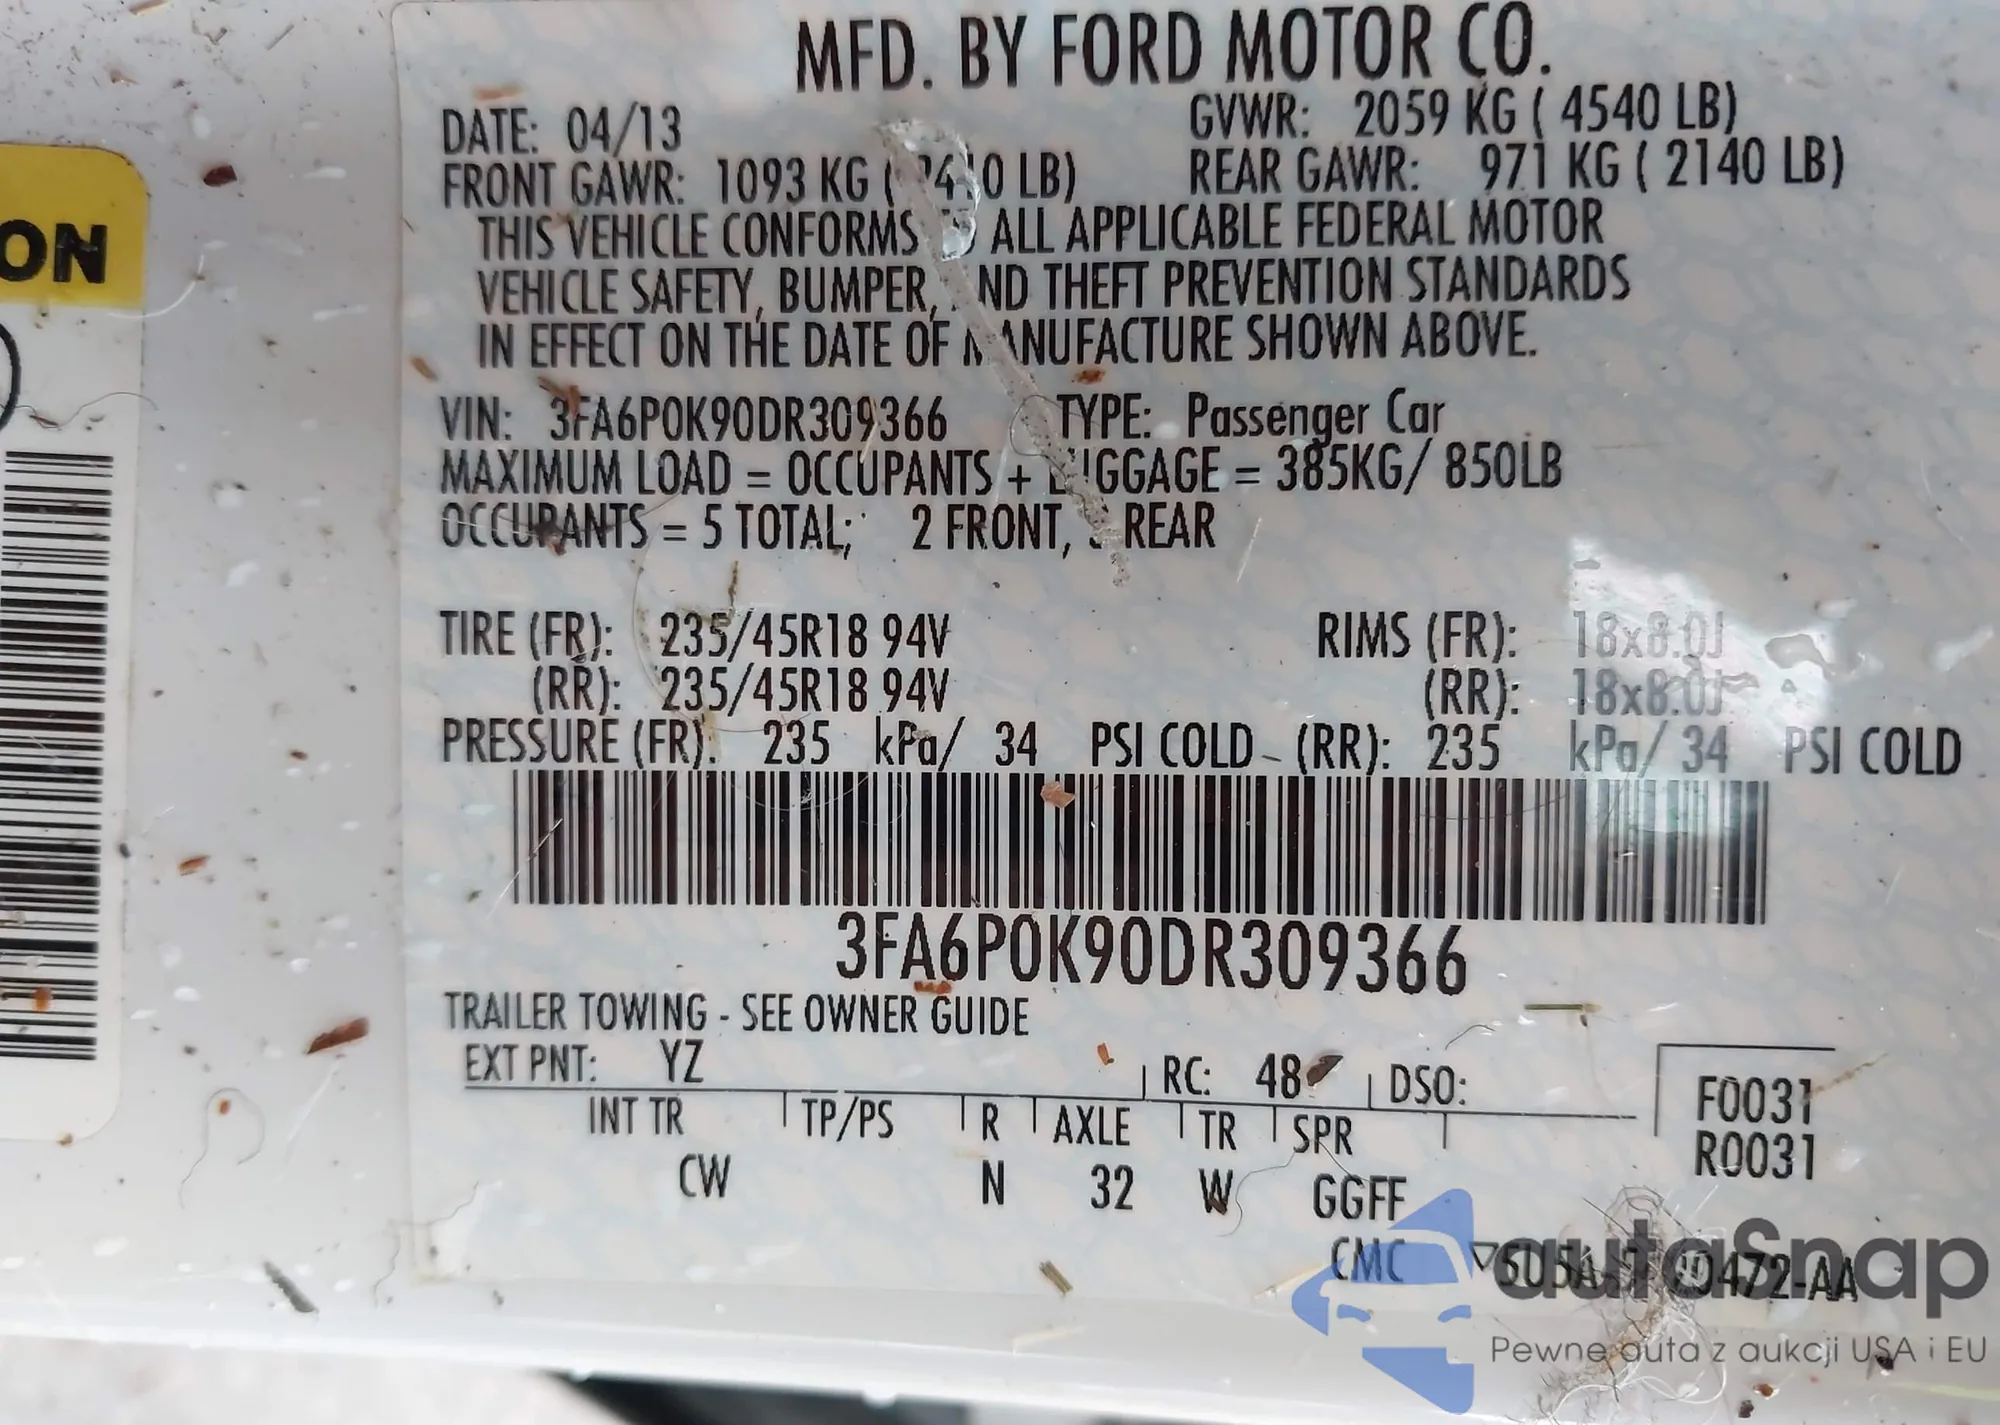 MFD. BY FORD MOTOR CO.
DATE: 04/13 GVWR: 2059 KG ( 4540 LB)
FRONT GAWR: 1093 KG ( 2410 LB) REAR GAWR: 971 KG ( 2140 LB)
THIS VEHICLE CONFORMS TO ALL APPLICABLE FEDERAL MOTOR
VEHICLE SAFETY, BUMPER, AND THEFT PREVENTION STANDARDS
IN EFFECT ON THE DATE OF MANUFACTURE SHOWN ABOVE.
VIN: 3FA6P0K90DR309366 TYPE: Passenger Car
MAXIMUM LOAD = OCCUPANTS + LUGGAGE = 385KG/ 850LB
OCCUPANTS = 5 TOTAL; 2 FRONT, 3 REAR
TIRE (FR): 235/45R18 94V RIMS (FR): 18x8.0J
(RR): 235/45R18 94V (RR): 18x8.0J
PRESSURE (FR): 235 kPa/ 34 PSI COLD (RR): 235 kPa/ 34 PSI COLD
3FA6P0K90DR309366
TRAILER TOWING - SEE OWNER GUIDE
EXT PNT: YZ RC: 48 DSO: F0031
INT TR TP/PS R AXLE TR SPR R0031
CW N 32 W GGFF
CMC
ON
autosnap
Pewne auta z aukcji USA i EU